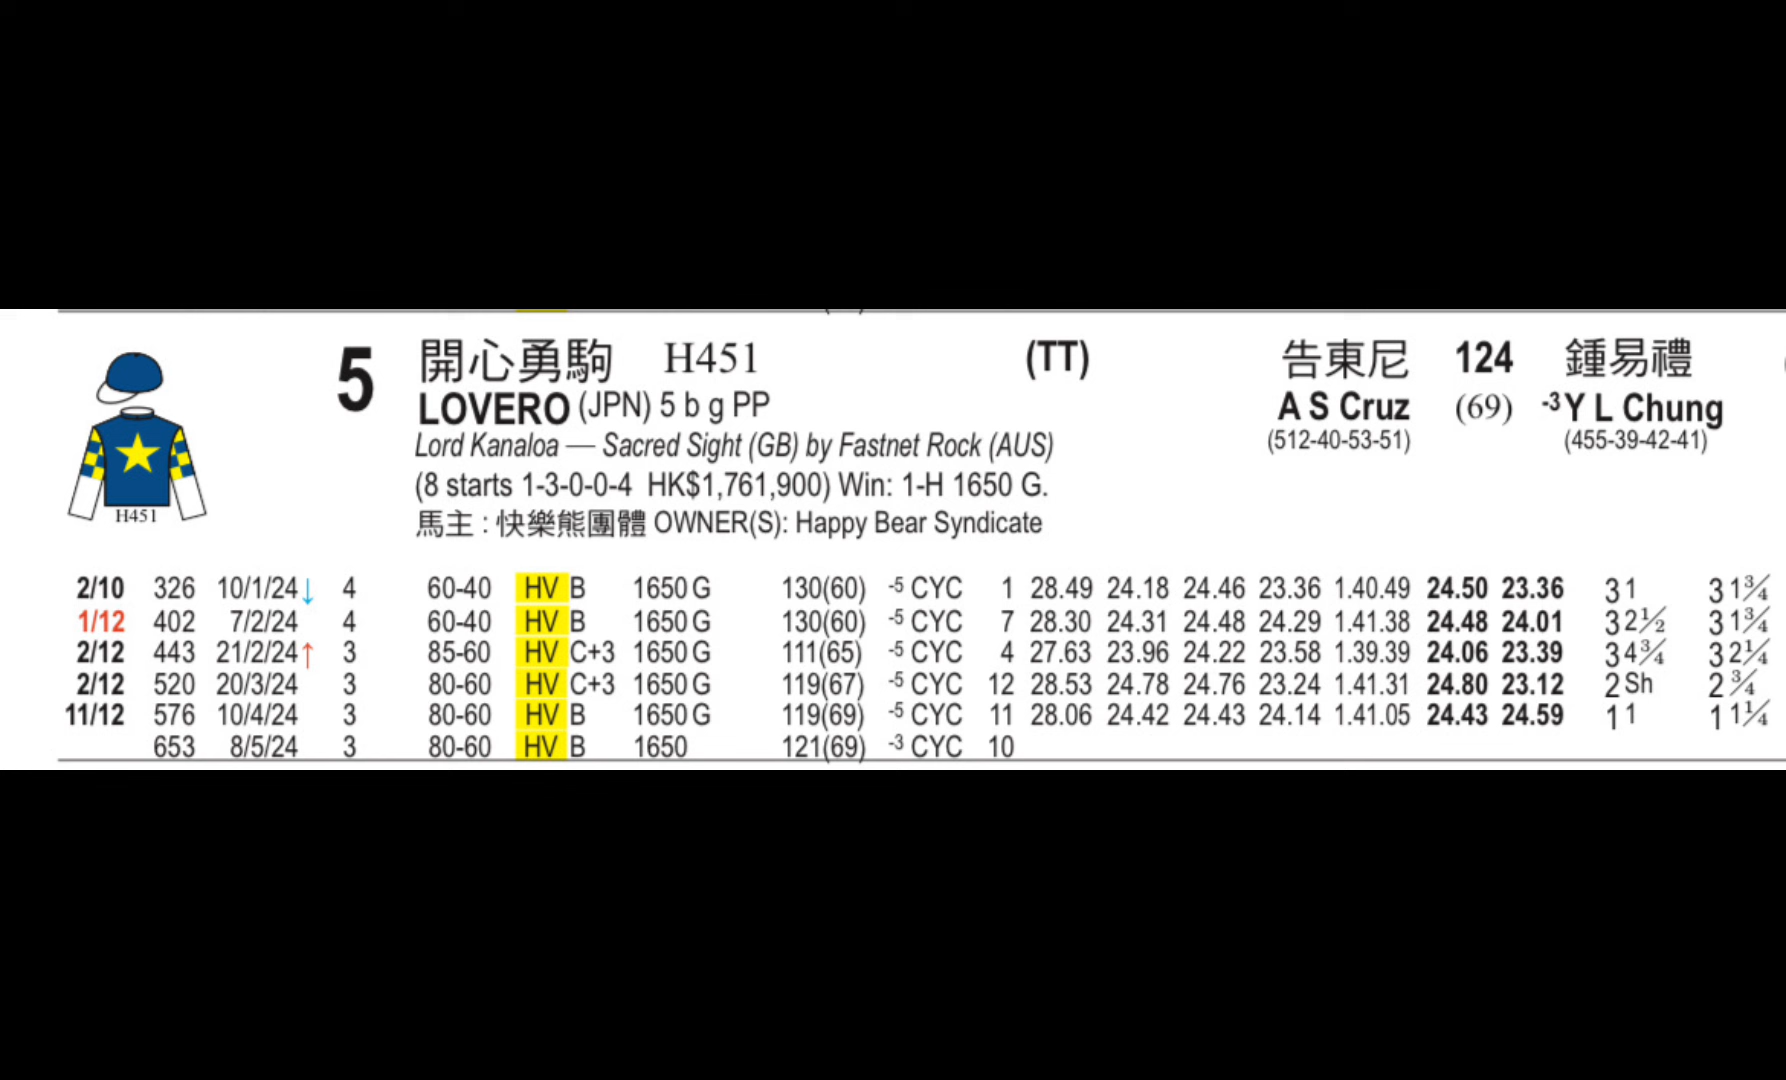 5 開心勇駒 H451 (TT) 告東尼 124 鍾易禮
LOVERO (JPN) 5 b g PP A S Cruz (69) -3 Y L Chung
Lord Kanaloa — Sacred Sight (GB) by Fastnet Rock (AUS) (512-40-53-51) (455-39-42-41)
(8 starts 1-3-0-0-4 HK$1,761,900) Win: 1-H 1650 G.
H451
馬主 : 快樂熊團體 OWNER(S): Happy Bear Syndicate
2/10 326 10/1/24↓ 4 60-40 HV B 1650 G 130(60) -5 CYC 1 28.49 24.18 24.46 23.36 1.40.49 24.50 23.36 3 1 3 1¾
1/12 402 7/2/24 4 60-40 HV B 1650 G 130(60) -5 CYC 7 28.30 24.31 24.48 24.29 1.41.38 24.48 24.01 3 2½ 3 1¾
2/12 443 21/2/24↑ 3 85-60 HV C+3 1650 G 111(65) -5 CYC 4 27.63 23.96 24.22 23.58 1.39.39 24.06 23.39 3 4¾ 3 2¼
2/12 520 20/3/24 3 80-60 HV C+3 1650 G 119(67) -5 CYC 12 28.53 24.78 24.76 23.24 1.41.31 24.80 23.12 2 Sh 2 ¾
11/12 576 10/4/24 3 80-60 HV B 1650 G 119(69) -5 CYC 11 28.06 24.42 24.43 24.14 1.41.05 24.43 24.59 1 1 1 1¼
653 8/5/24 3 80-60 HV B 1650 121(69) -3 CYC 10